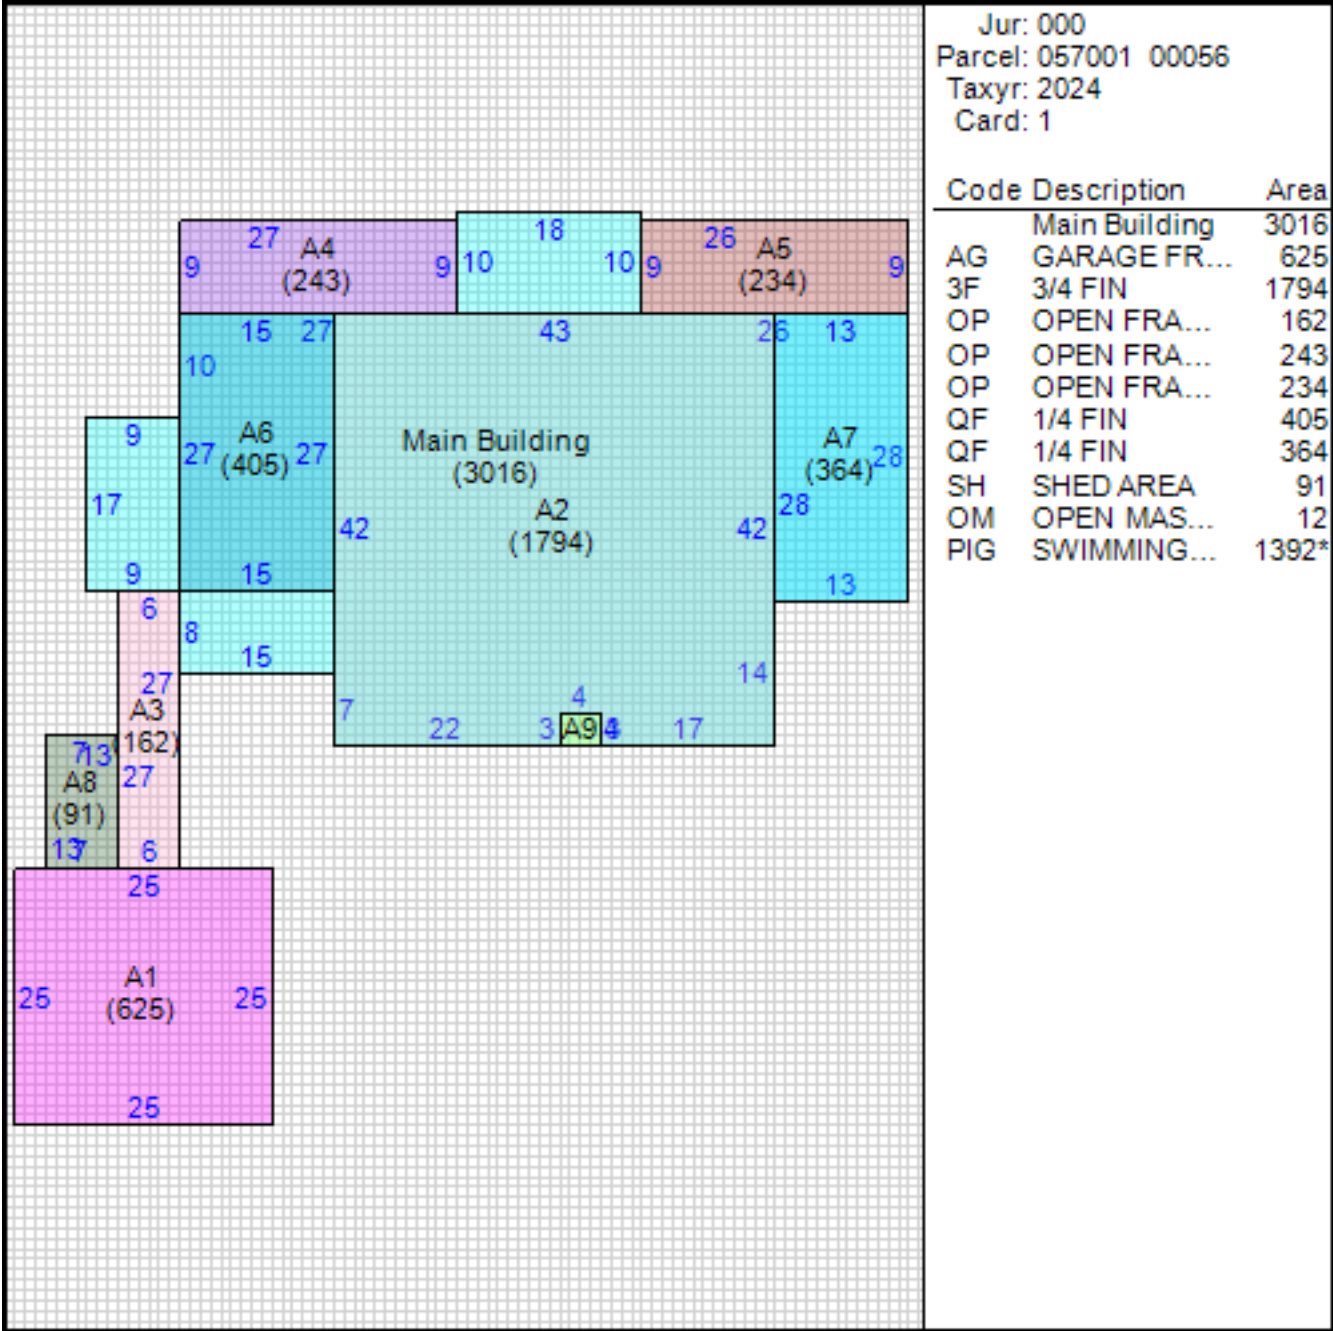 Jur: 000
Parcel: 057001 00056
Taxyr: 2024
Card: 1
Code Description Area
Main Building 3016
AG GARAGE FR... 625
3F 3/4 FIN 1794
OP OPEN FRA... 162
OP OPEN FRA... 243
OP OPEN FRA... 234
QF 1/4 FIN 405
QF 1/4 FIN 364
SH SHED AREA 91
OM OPEN MAS... 12
PIG SWIMMING... 1392*
18
27 A4 26 A5
9 (243) 9 10 10 9 (234) 9
15 27 43 26 13
10
9 A6 Main Building A7
27 (405) 27 (3016) (364) 28
17 A2 28
42 (1794) 42
9 15 13
6 8
15 14
27 7 4
A3 22 3 A9 17
(162)
7 13
A8 27
(91)
13 7 6
25
A1
25 (625) 25
25